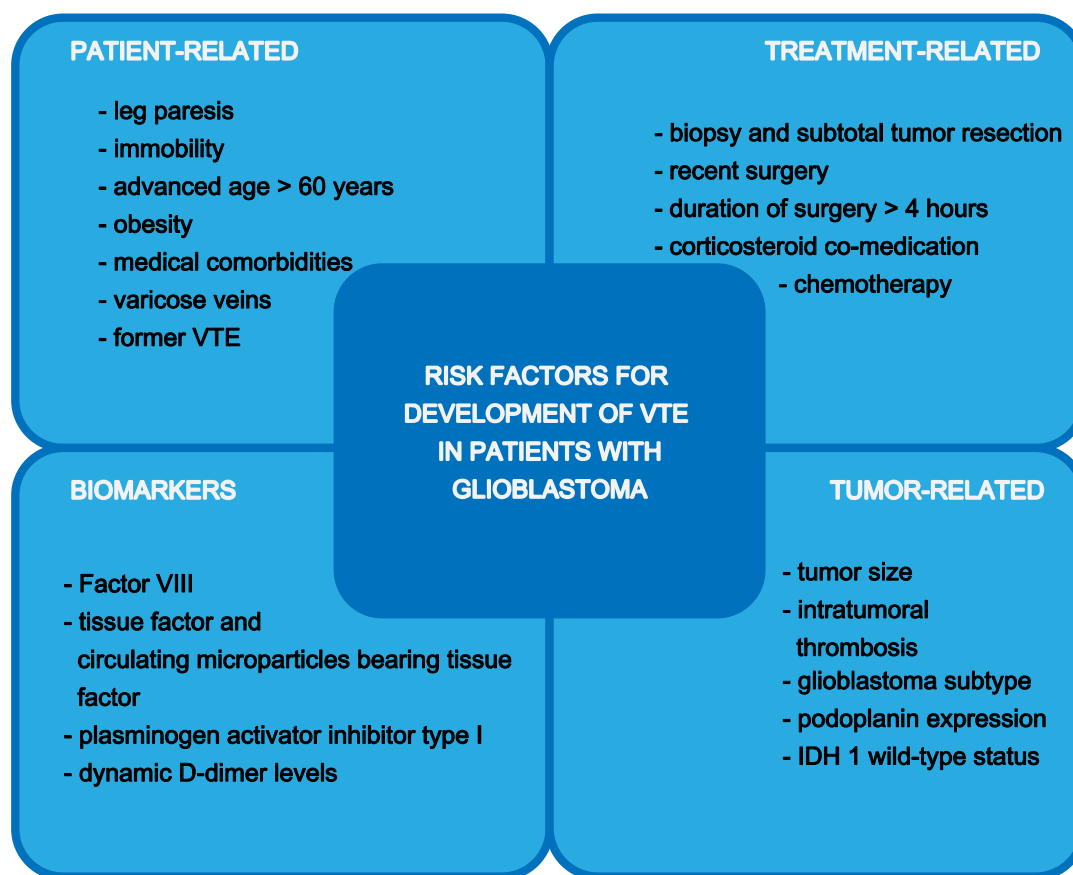 PATIENT-RELATED
- leg paresis
- immobility
- advanced age > 60 years
- obesity
- medical comorbidities
- varicose veins
- former VTE
TREATMENT-RELATED
- biopsy and subtotal tumor resection
- recent surgery
- duration of surgery > 4 hours
- corticosteroid co-medication
- chemotherapy
RISK FACTORS FOR
DEVELOPMENT OF VTE
IN PATIENTS WITH
GLIOBLASTOMA
BIOMARKERS
- Factor VIII
- tissue factor and
circulating microparticles bearing tissue
factor
- plasminogen activator inhibitor type I
- dynamic D-dimer levels
TUMOR-RELATED
- tumor size
- intratumoral
thrombosis
- glioblastoma subtype
- podoplanin expression
- IDH 1 wild-type status